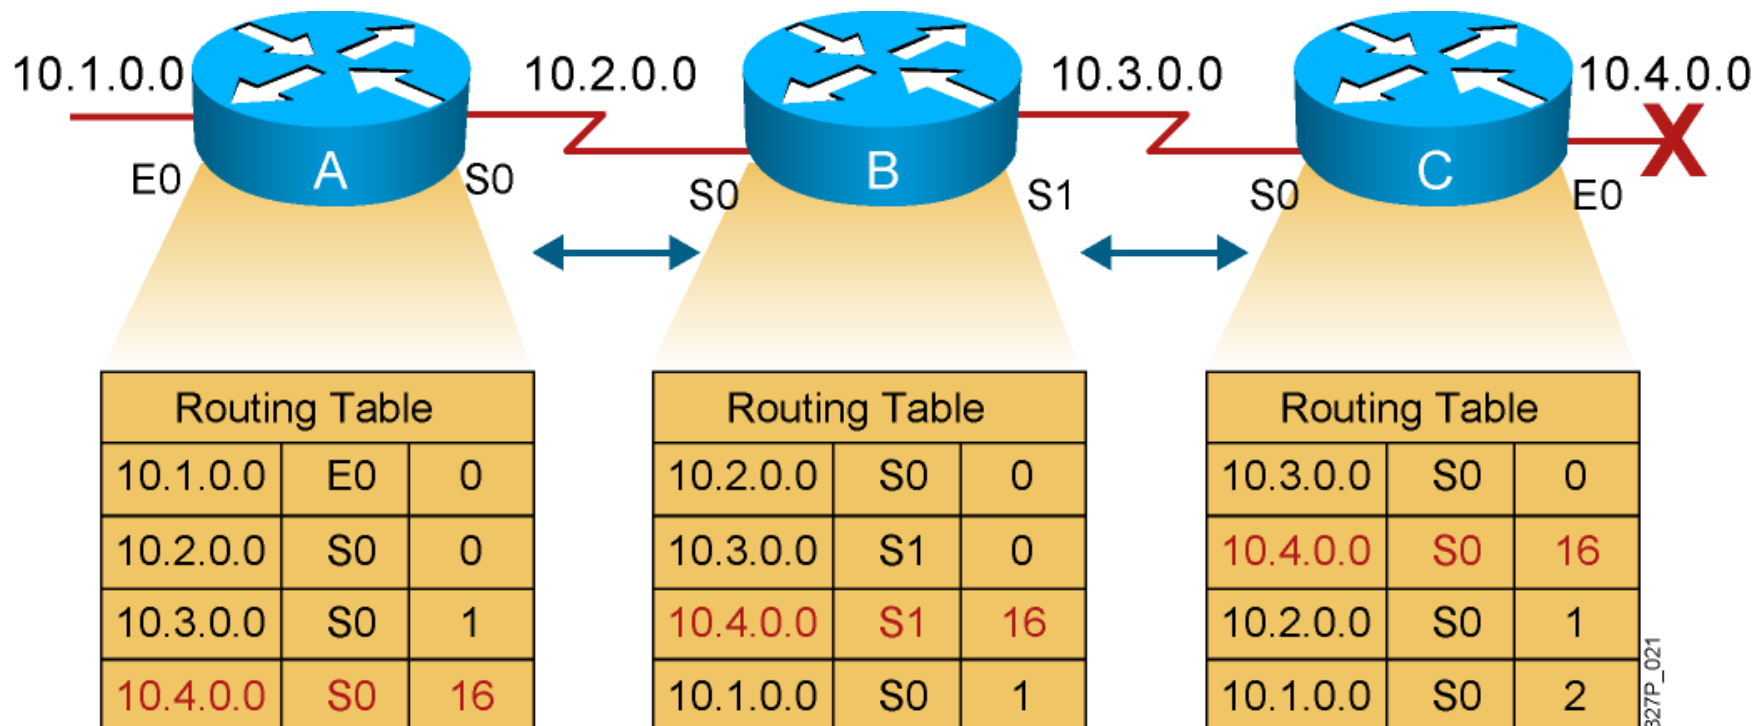 10.1.0.0 10.2.0.0 10.3.0.0 10.4.0.0
A B C
E0 S0 S0 S1 S0 E0
X
Routing Table
10.1.0.0 E0 0
10.2.0.0 S0 0
10.3.0.0 S0 1
10.4.0.0 S0 16
Routing Table
10.2.0.0 S0 0
10.3.0.0 S1 0
10.4.0.0 S1 16
10.1.0.0 S0 1
Routing Table
10.3.0.0 S0 0
10.4.0.0 S0 16
10.2.0.0 S0 1
10.1.0.0 S0 2
327P_021